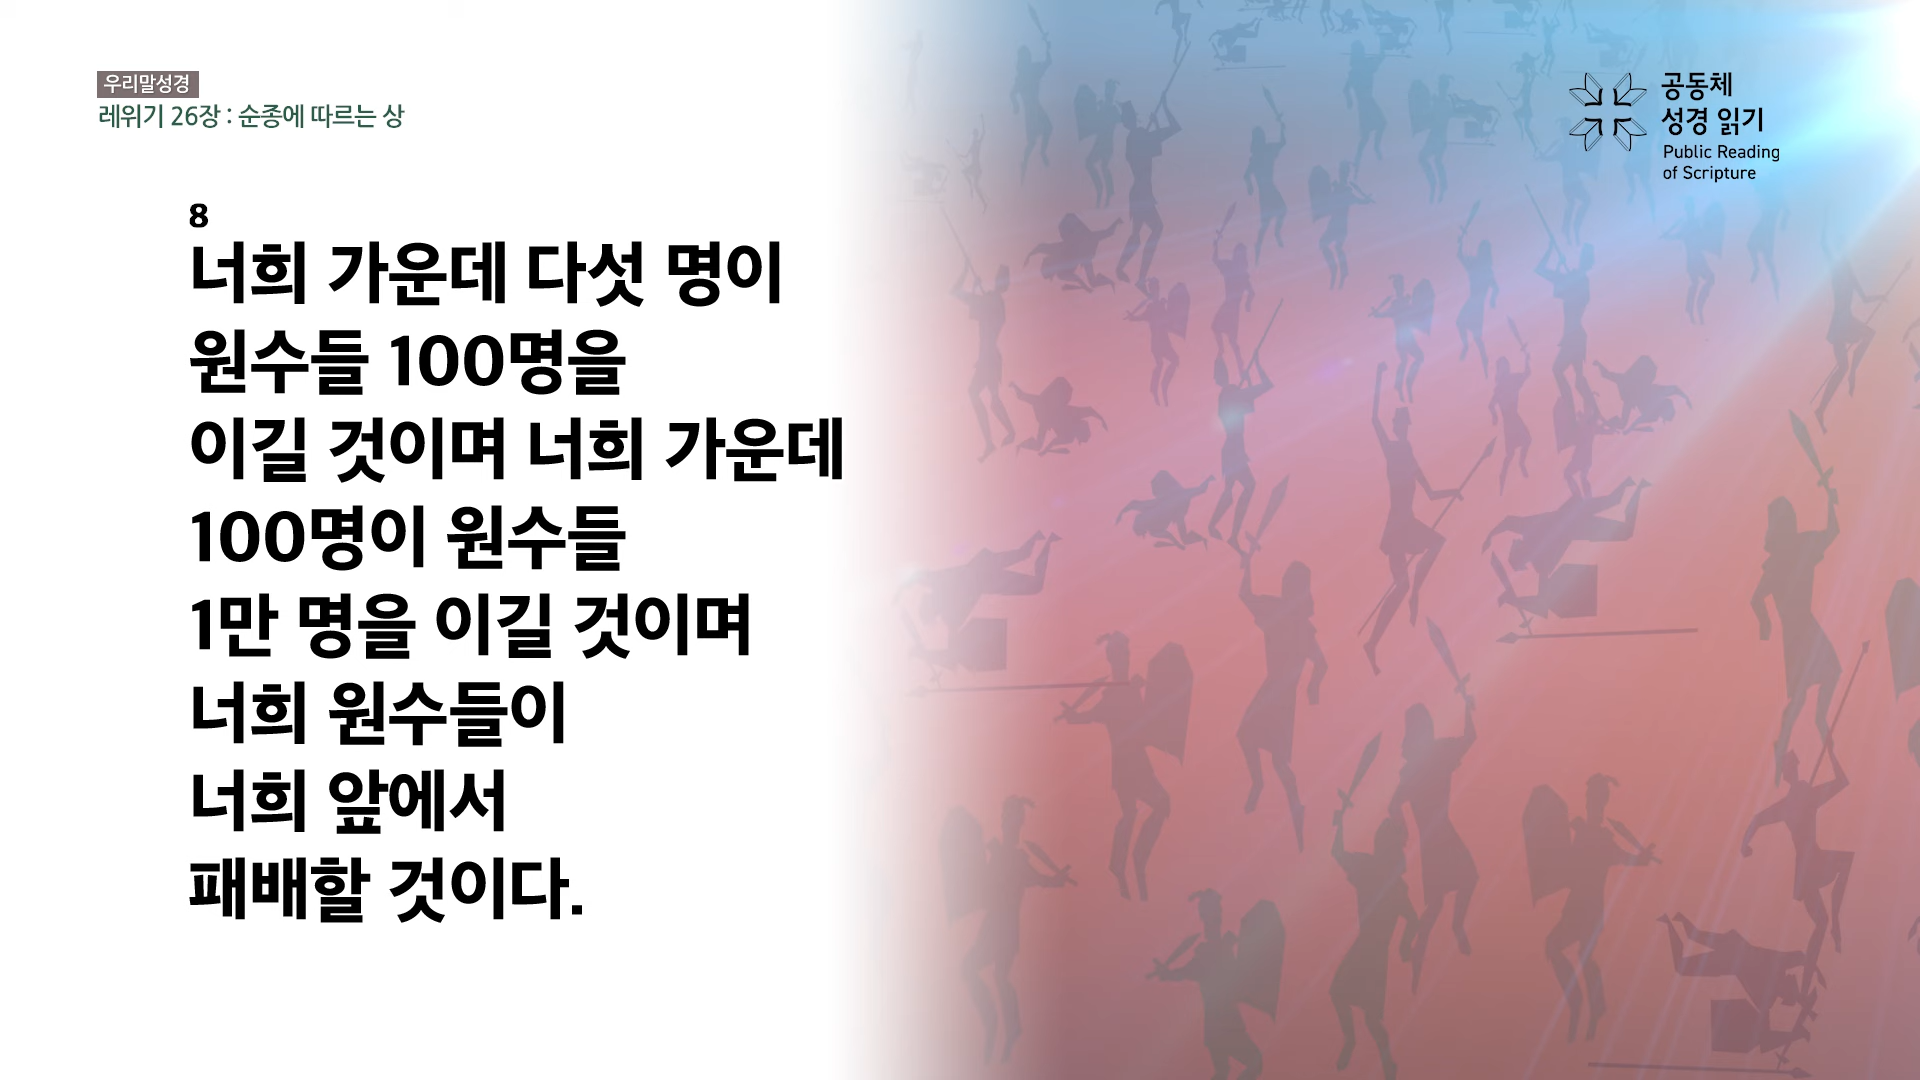 우리말성경
레위기 26장 : 순종에 따르는 상
공동체
성경 읽기
Public Reading
of Scripture
8
너희 가운데 다섯 명이
원수들 100명을
이길 것이며 너희 가운데
100명이 원수들
1만 명을 이길 것이며
너희 원수들이
너희 앞에서
패배할 것이다.